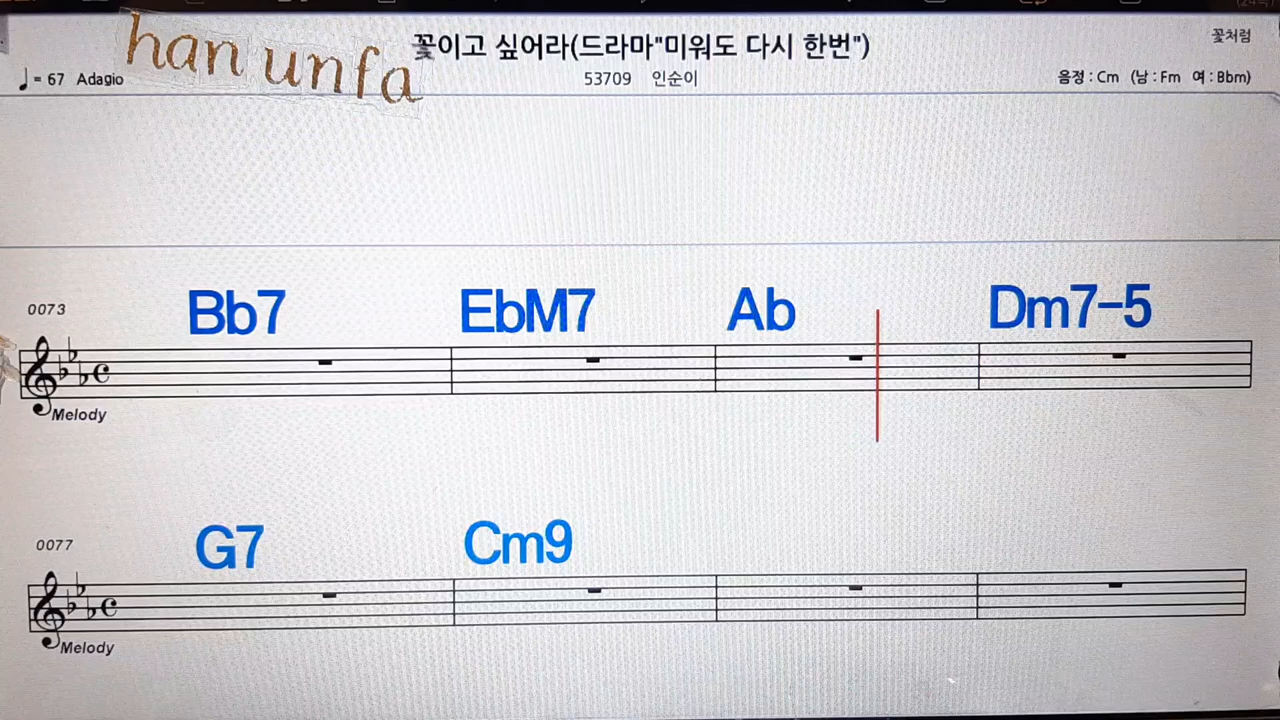 han unfa
꽃이고 싶어라(드라마"미워도 다시 한번")
꽃처럼
♩= 67 Adagio
53709 인순이
음정 : Cm (남 : Fm 여 : Bbm)
0073
Bb7 EbM7 Ab Dm7-5
Melody
0077
G7 Cm9
Melody